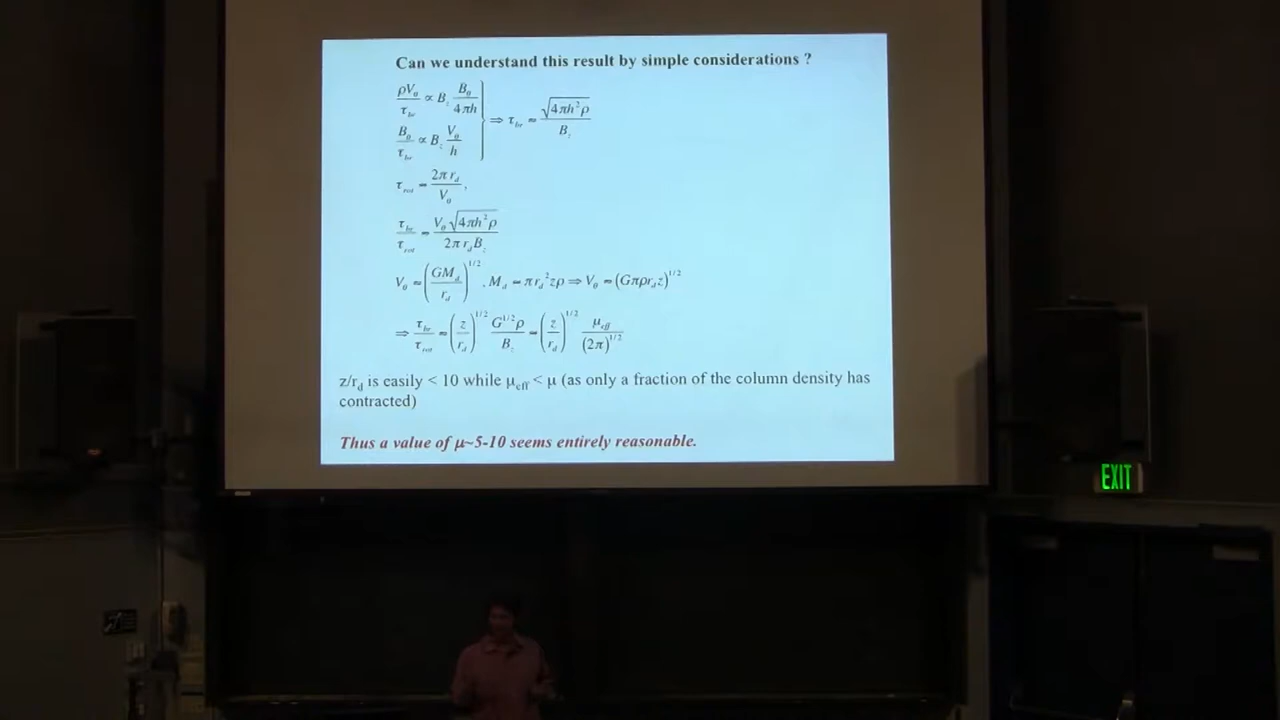 Can we understand this result by simple considerations ?
ρV_θ/τ_br ∝ B_z B_θ/4πh
B_θ/τ_br ∝ B_z V_θ/h
⇒ τ_br ≈ √(4πh²ρ)/B_z
τ_rot ≈ 2πr_d/V_θ,
τ_br/τ_rot ≈ V_θ√(4πh²ρ)/2πr_dB_z
V_θ ≈ (GM_d/r_d)^1/2, M_d ≈ πr_d²zρ ⇒ V_θ ≈ (Gπρr_dz)^1/2
⇒ τ_br/τ_rot ≈ (z/r_d)^1/2 G^1/2ρ/B_z ≈ (z/r_d)^1/2 μ_eff/(2π)^1/2
z/r_d is easily < 10 while μ_eff < μ (as only a fraction of the column density has
contracted)
Thus a value of μ~5-10 seems entirely reasonable.
EXIT